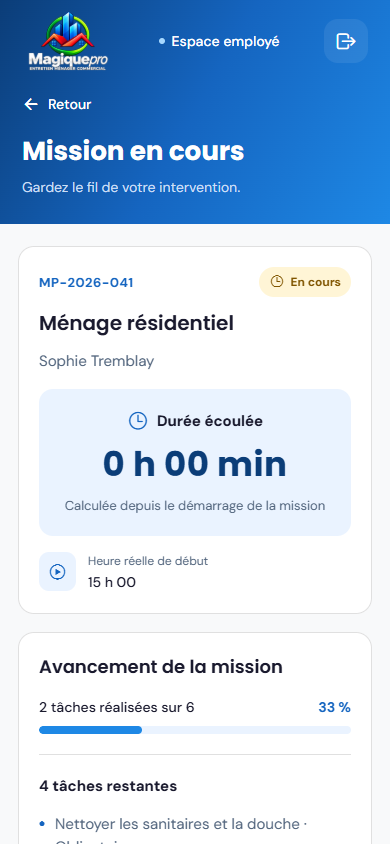 Magiquepro
ENTRETIEN MÉNAGER COMMERCIAL
Espace employé
Retour
Mission en cours
Gardez le fil de votre intervention.
MP-2026-041
En cours
Ménage résidentiel
Sophie Tremblay
Durée écoulée
0 h 00 min
Calculée depuis le démarrage de la mission
Heure réelle de début
15 h 00
Avancement de la mission
2 tâches réalisées sur 6
33 %
4 tâches restantes
• Nettoyer les sanitaires et la douche ·